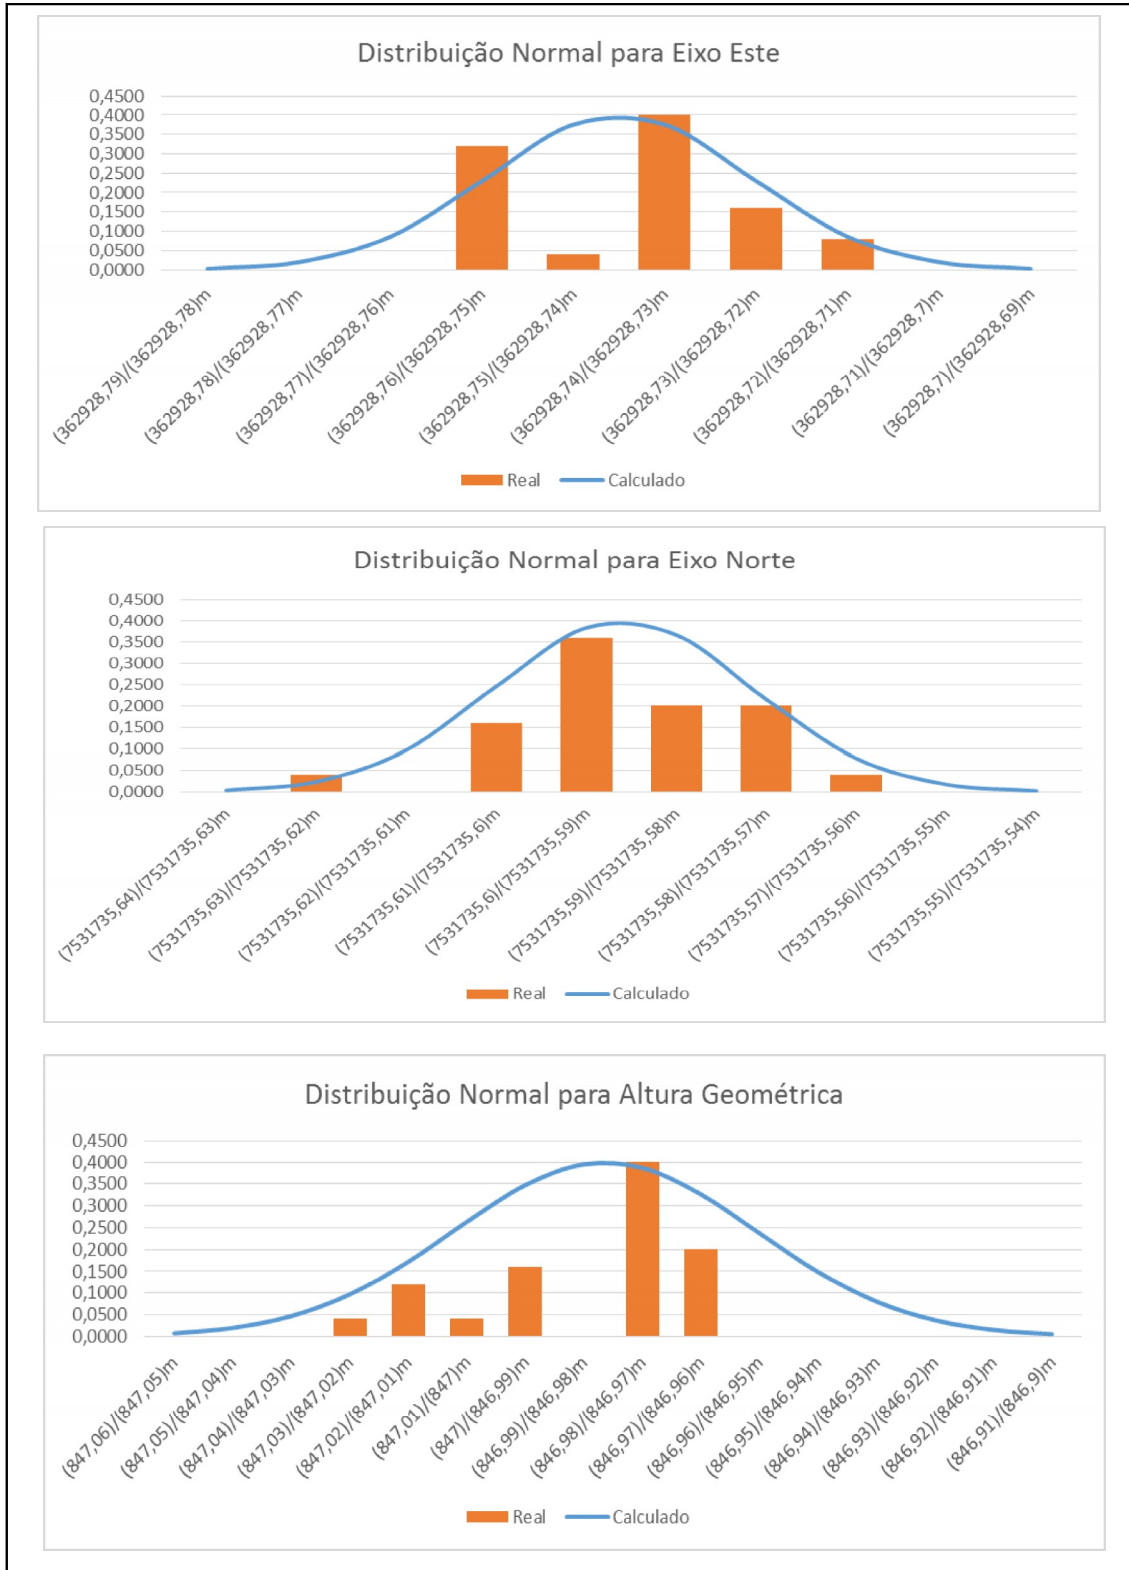 Distribuição Normal para Eixo Este
0,4500
0,4000
0,3500
0,3000
0,2500
0,2000
0,1500
0,1000
0,0500
0,0000
(362928,79)/(362928,78)m
(362928,78)/(362928,77)m
(362928,77)/(362928,76)m
(362928,76)/(362928,75)m
(362928,75)/(362928,74)m
(362928,74)/(362928,73)m
(362928,73)/(362928,72)m
(362928,72)/(362928,71)m
(362928,71)/(362928,7)m
(362928,7)/(362928,69)m
Real Calculado
Distribuição Normal para Eixo Norte
0,4500
0,4000
0,3500
0,3000
0,2500
0,2000
0,1500
0,1000
0,0500
0,0000
(7531735,64)/(7531735,63)m
(7531735,63)/(7531735,62)m
(7531735,62)/(7531735,61)m
(7531735,61)/(7531735,6)m
(7531735,6)/(7531735,59)m
(7531735,59)/(7531735,58)m
(7531735,58)/(7531735,57)m
(7531735,57)/(7531735,56)m
(7531735,56)/(7531735,55)m
(7531735,55)/(7531735,54)m
Real Calculado
Distribuição Normal para Altura Geométrica
0,4500
0,4000
0,3500
0,3000
0,2500
0,2000
0,1500
0,1000
0,0500
0,0000
(847,06)/(847,05)m
(847,05)/(847,04)m
(847,04)/(847,03)m
(847,03)/(847,02)m
(847,02)/(847,01)m
(847,01)/(847)m
(847)/(846,99)m
(846,99)/(846,98)m
(846,98)/(846,97)m
(846,97)/(846,96)m
(846,96)/(846,95)m
(846,95)/(846,94)m
(846,94)/(846,93)m
(846,93)/(846,92)m
(846,92)/(846,91)m
(846,91)/(846,9)m
Real Calculado